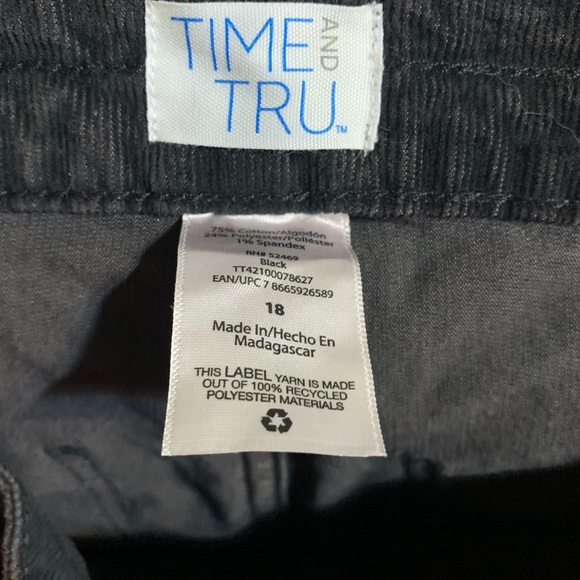 TIME AND
TRU™
75% Cotton/Algodón
24% Polyester/Poliéster
1% Spandex
RN# 52469
Black
TT42100078627
EAN/UPC 7 8665926589
18
Made In/Hecho En
Madagascar
THIS LABEL YARN IS MADE
OUT OF 100% RECYCLED
POLYESTER MATERIALS